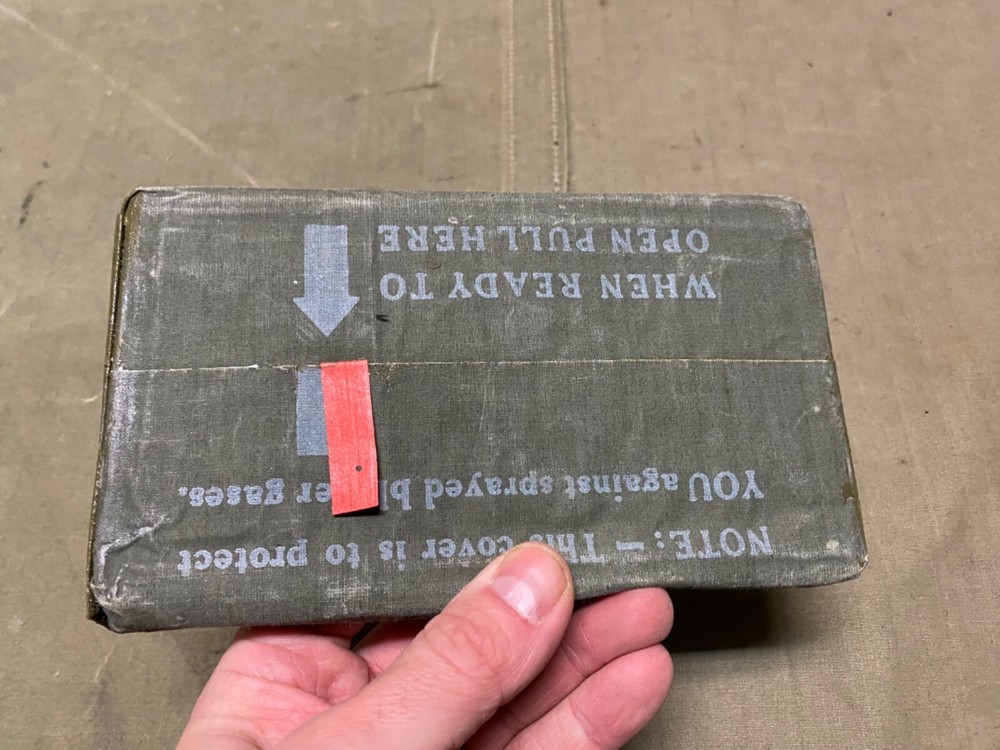 NOTE: — This cover is to protect
YOU against sprayed gases.
WHEN READY TO
OPEN PULL HERE